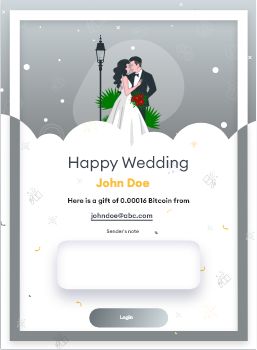 Happy Wedding
John Doe
Here is a gift of 0.00016 Bitcoin from
johndoe@abc.com
Sender's note
Login